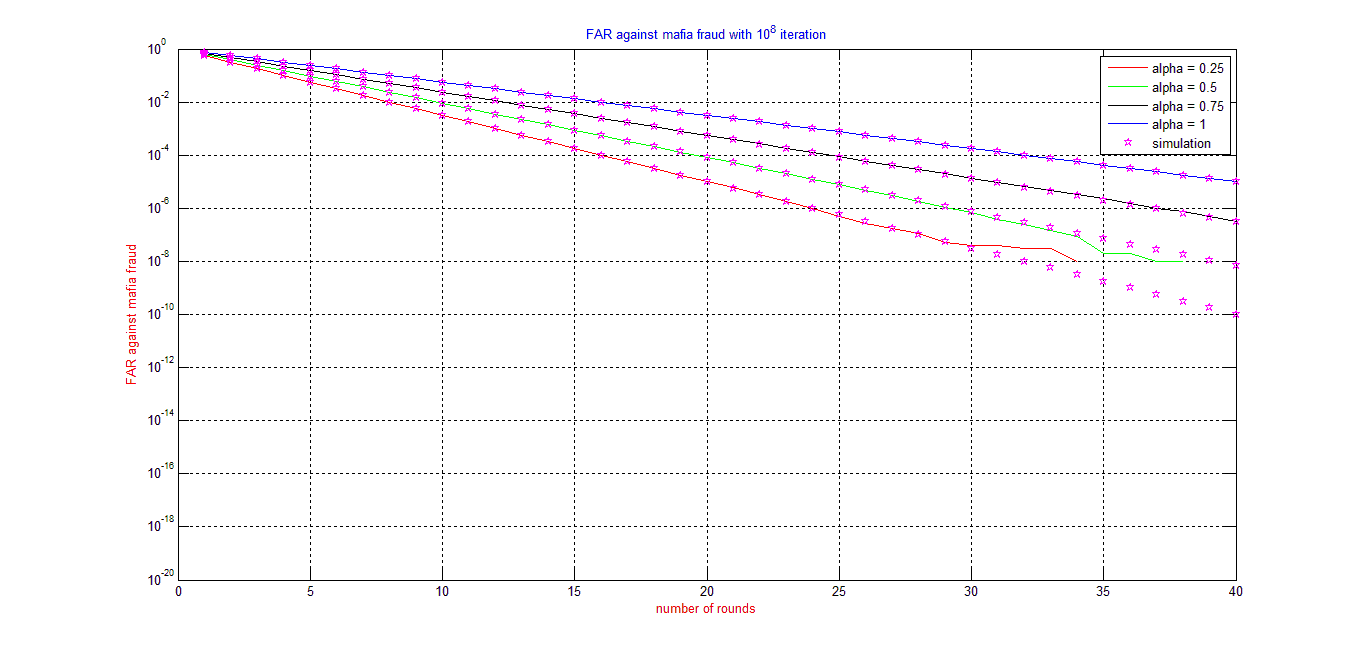 FAR against mafia fraud with 10^8 iteration
10^0
10^-2
10^-4
10^-6
10^-8
10^-10
10^-12
10^-14
10^-16
10^-18
10^-20
FAR against mafia fraud
alpha = 0.25
alpha = 0.5
alpha = 0.75
alpha = 1
simulation
0 5 10 15 20 25 30 35 40
number of rounds